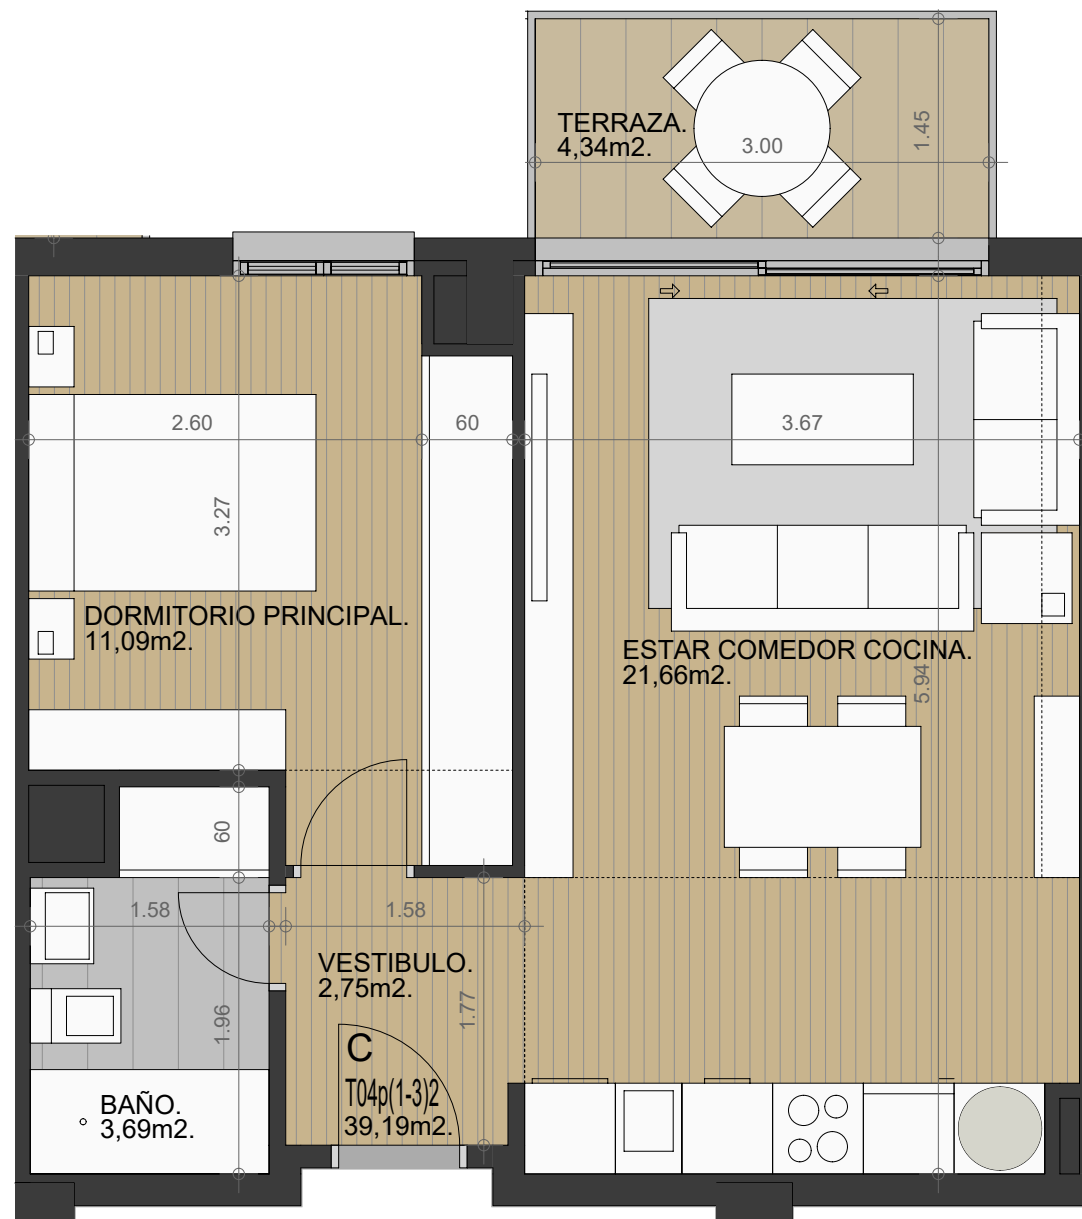 TERRAZA.
4,34m2.
3.00
1.45
2.60
60
3.67
3.27
DORMITORIO PRINCIPAL.
11,09m2.
ESTAR COMEDOR COCINA.
21,66m2.
5.94
60
1.58
1.58
VESTIBULO.
2,75m2.
1.96
1.77
C
T04p(1-3)2
39,19m2.
BAÑO.
3,69m2.